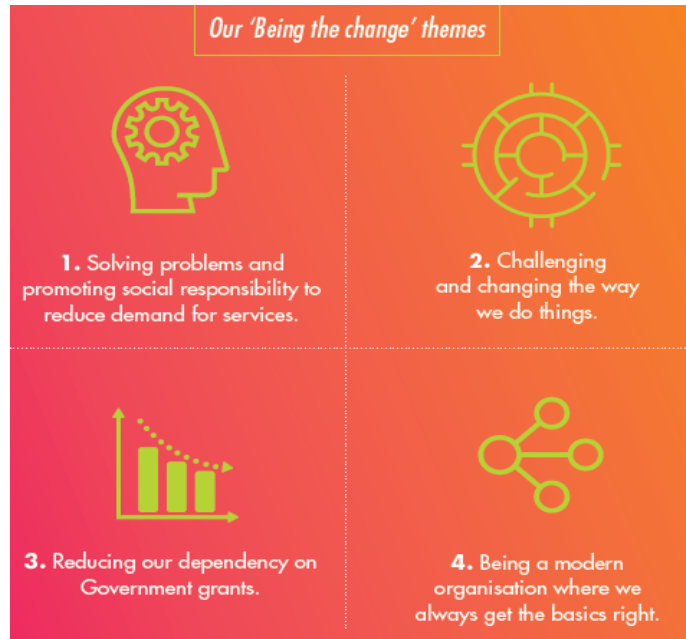 Our 'Being the change' themes
1. Solving problems and
promoting social responsibility to
reduce demand for services.
2. Challenging
and changing the way
we do things.
3. Reducing our dependency on
Government grants.
4. Being a modern
organisation where we
always get the basics right.